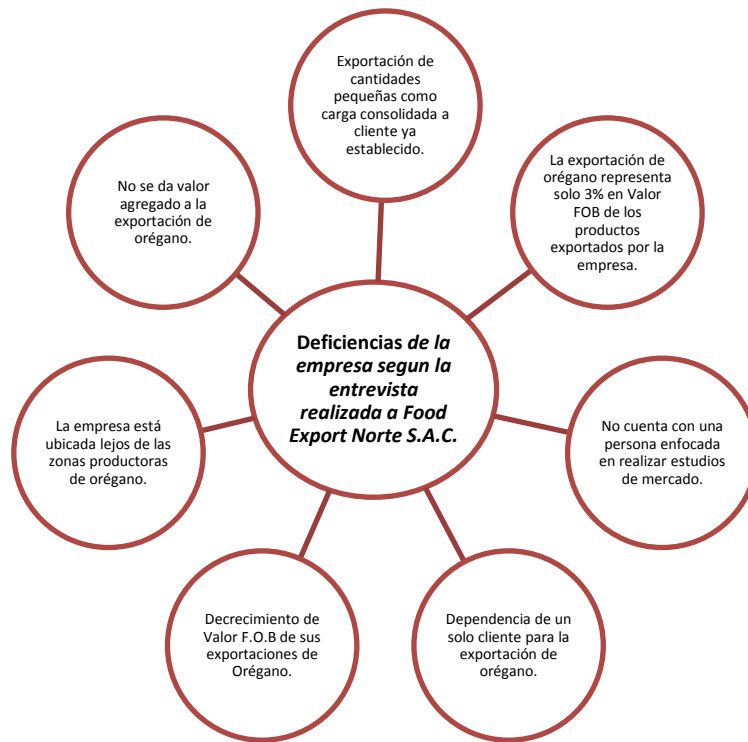 Exportación de
cantidades
pequeñas como
carga consolidada a
cliente ya
establecido.
La exportación de
orégano representa
solo 3% en Valor
FOB de los
productos
exportados por la
empresa.
No cuenta con una
persona enfocada
en realizar estudios
de mercado.
Dependencia de un
solo cliente para la
exportación de
orégano.
Decrecimiento de
Valor F.O.B de sus
exportaciones de
Orégano.
La empresa está
ubicada lejos de las
zonas productoras
de orégano.
No se da valor
agregado a la
exportación de
orégano.
Deficiencias de la
empresa segun la
entrevista
realizada a Food
Export Norte S.A.C.